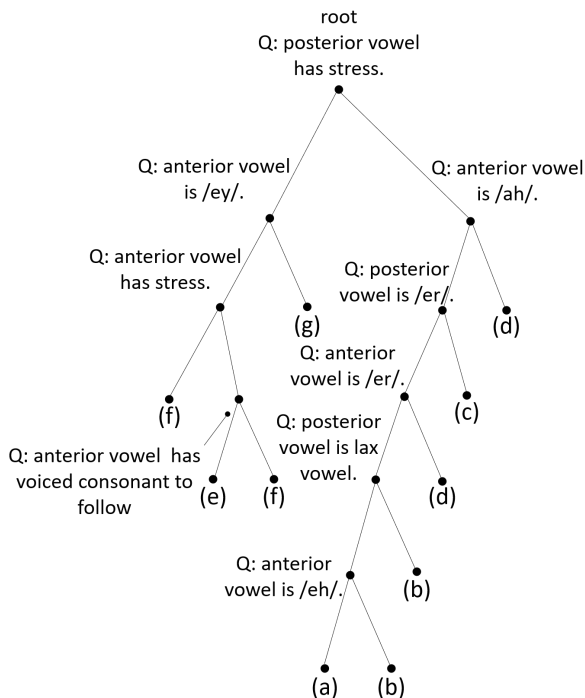 root
Q: posterior vowel
has stress.
Q: anterior vowel
is /ey/.
Q: anterior vowel
is /ah/.
Q: anterior vowel
has stress.
Q: posterior
vowel is /er/.
(g)
(d)
Q: anterior
vowel is /er/.
(f)
(c)
Q: posterior
vowel is lax
vowel.
Q: anterior vowel has
voiced consonant to
follow
(e)
(f)
(d)
Q: anterior
vowel is /eh/.
(b)
(a)
(b)